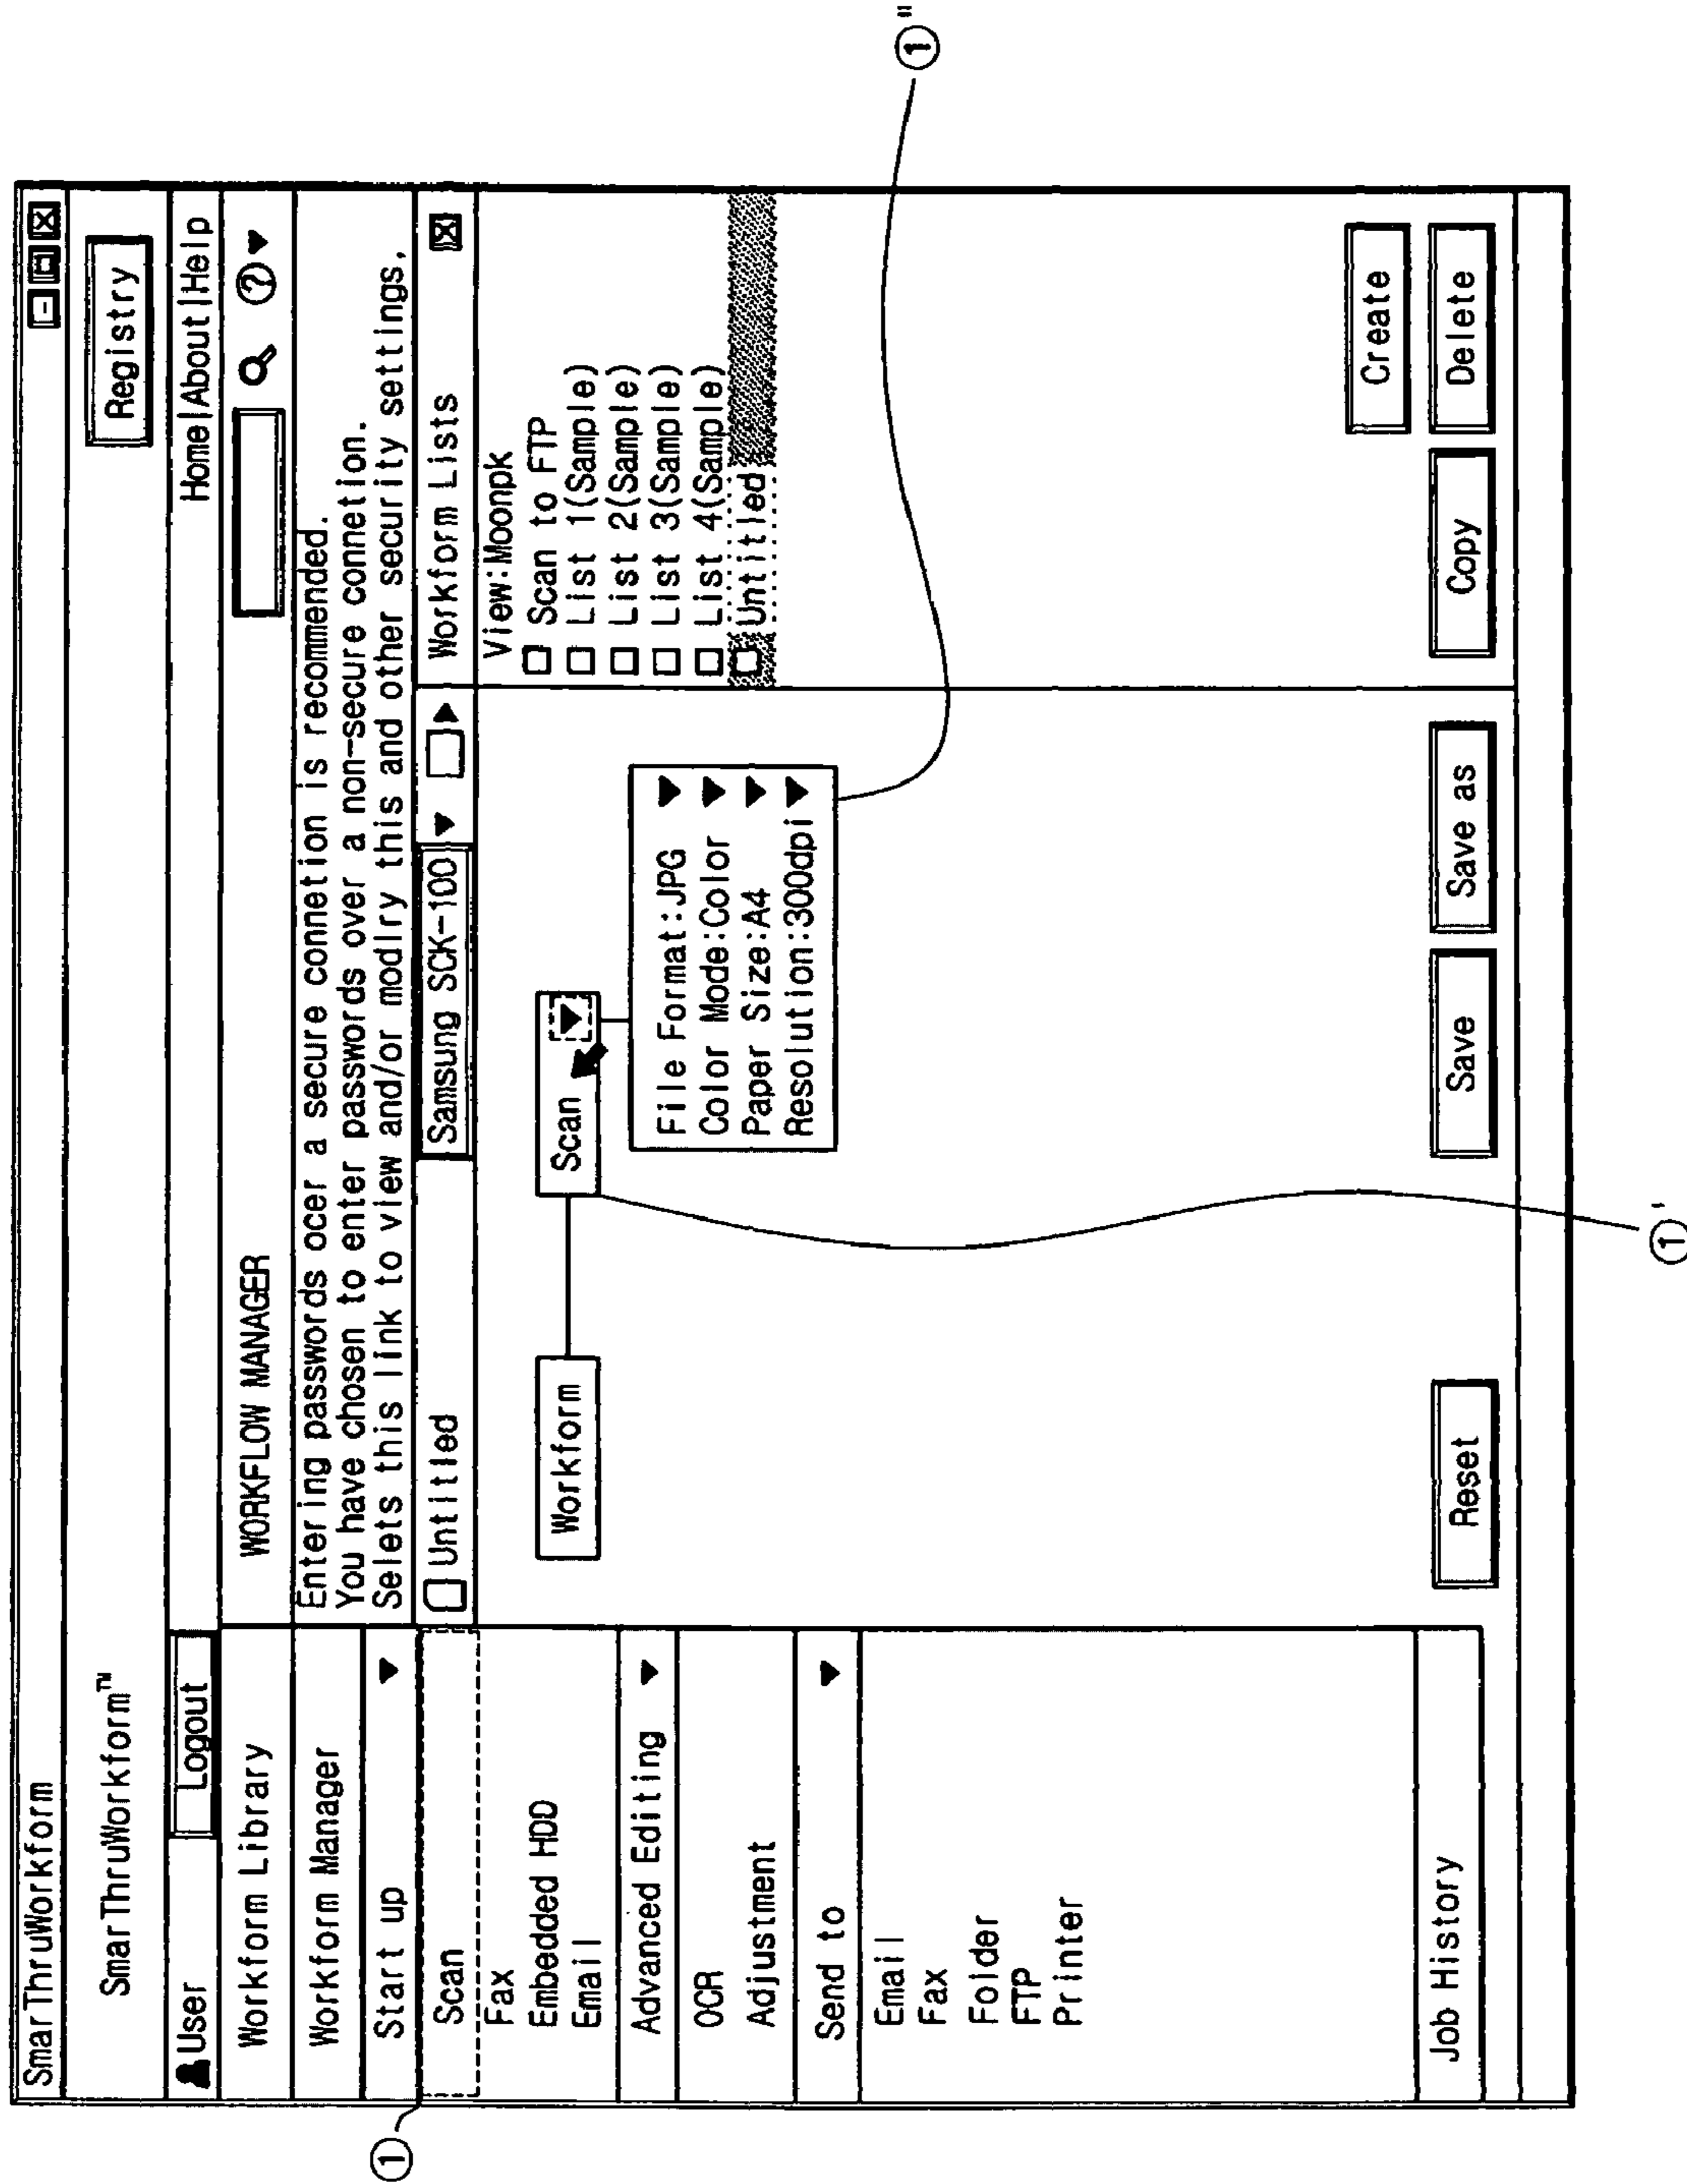 SmarThruWorkform
SmarThruWorkform™
Registry
User
Logout
Home|About|Help
Workform Library
WORKFLOW MANAGER
?
Workform Manager
Entering passwords ocer a secure connetion is recommended.
You have chosen to enter passwords over a non-secure connetion.
Selets this link to view and/or modlry this and other security settings,
Start up
Untitled
Samsung SCK-100
Workform Lists
Scan
Fax
Embedded HDD
Email
Advanced Editing
OCR
Adjustment
Send to
Email
Fax
Folder
FTP
Printer
Job History
Workform
Scan
File Format:JPG
Color Mode:Color
Paper Size:A4
Resolution:300dpi
View:Moonpk
Scan to FTP
List 1(Sample)
List 2(Sample)
List 3(Sample)
List 4(Sample)
Untitled
Create
Reset
Save
Save as
Copy
Delete
①
①'
①"